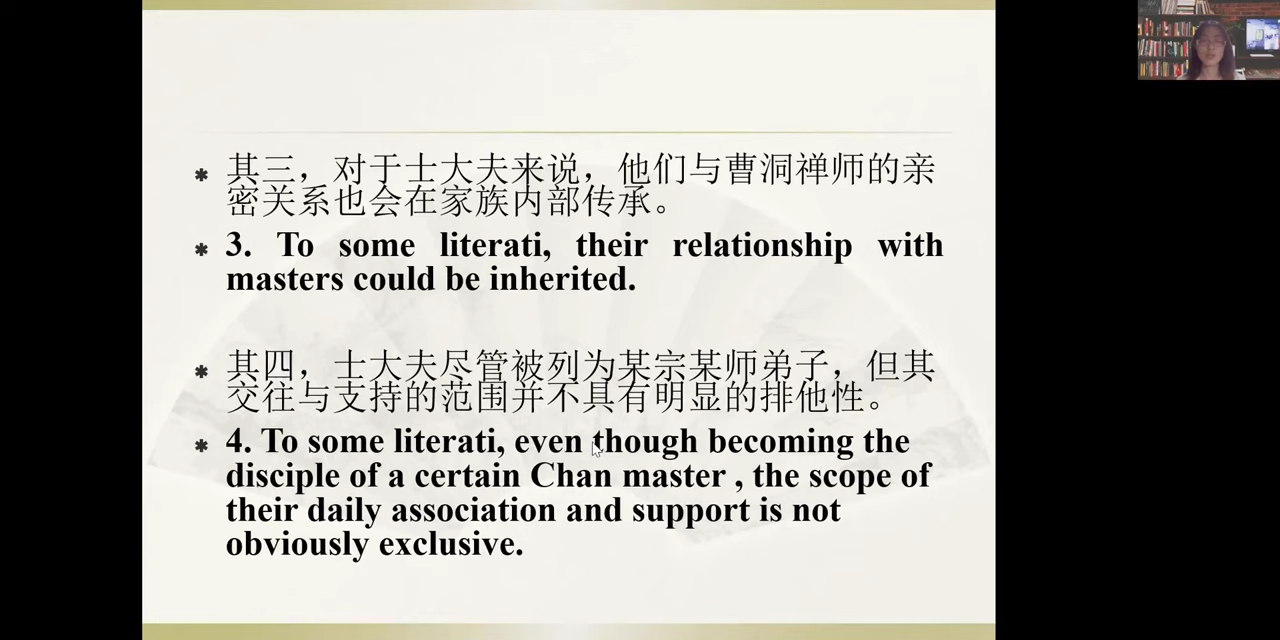 * 其三，对于士大夫来说，他们与曹洞禅师的亲
密关系也会在家族内部传承。
* 3. To some literati, their relationship with
masters could be inherited.
* 其四，士大夫尽管被列为某宗某师弟子，但其
交往与支持的范围并不具有明显的排他性。
* 4. To some literati, even though becoming the
disciple of a certain Chan master , the scope of
their daily association and support is not
obviously exclusive.